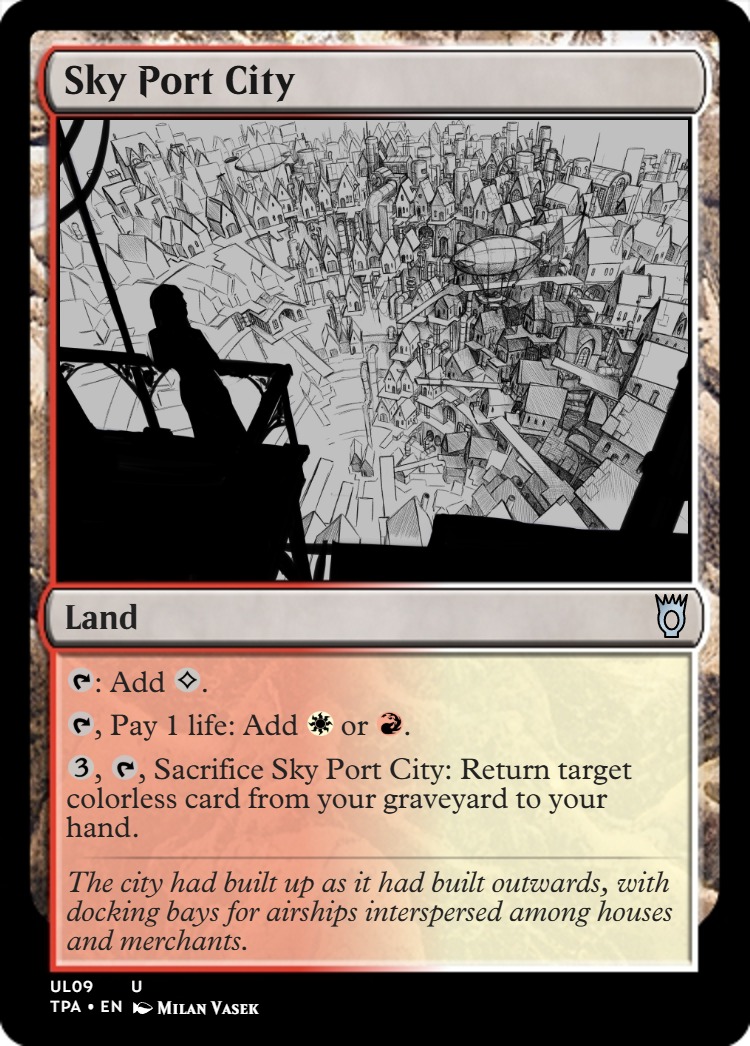 Sky Port City
Land
: Add .
, Pay 1 life: Add or .
3, , Sacrifice Sky Port City: Return target
colorless card from your graveyard to your
hand.
The city had built up as it had built outwards, with
docking bays for airships interspersed among houses
and merchants.
UL09 U
TPA • EN Milan Vasek